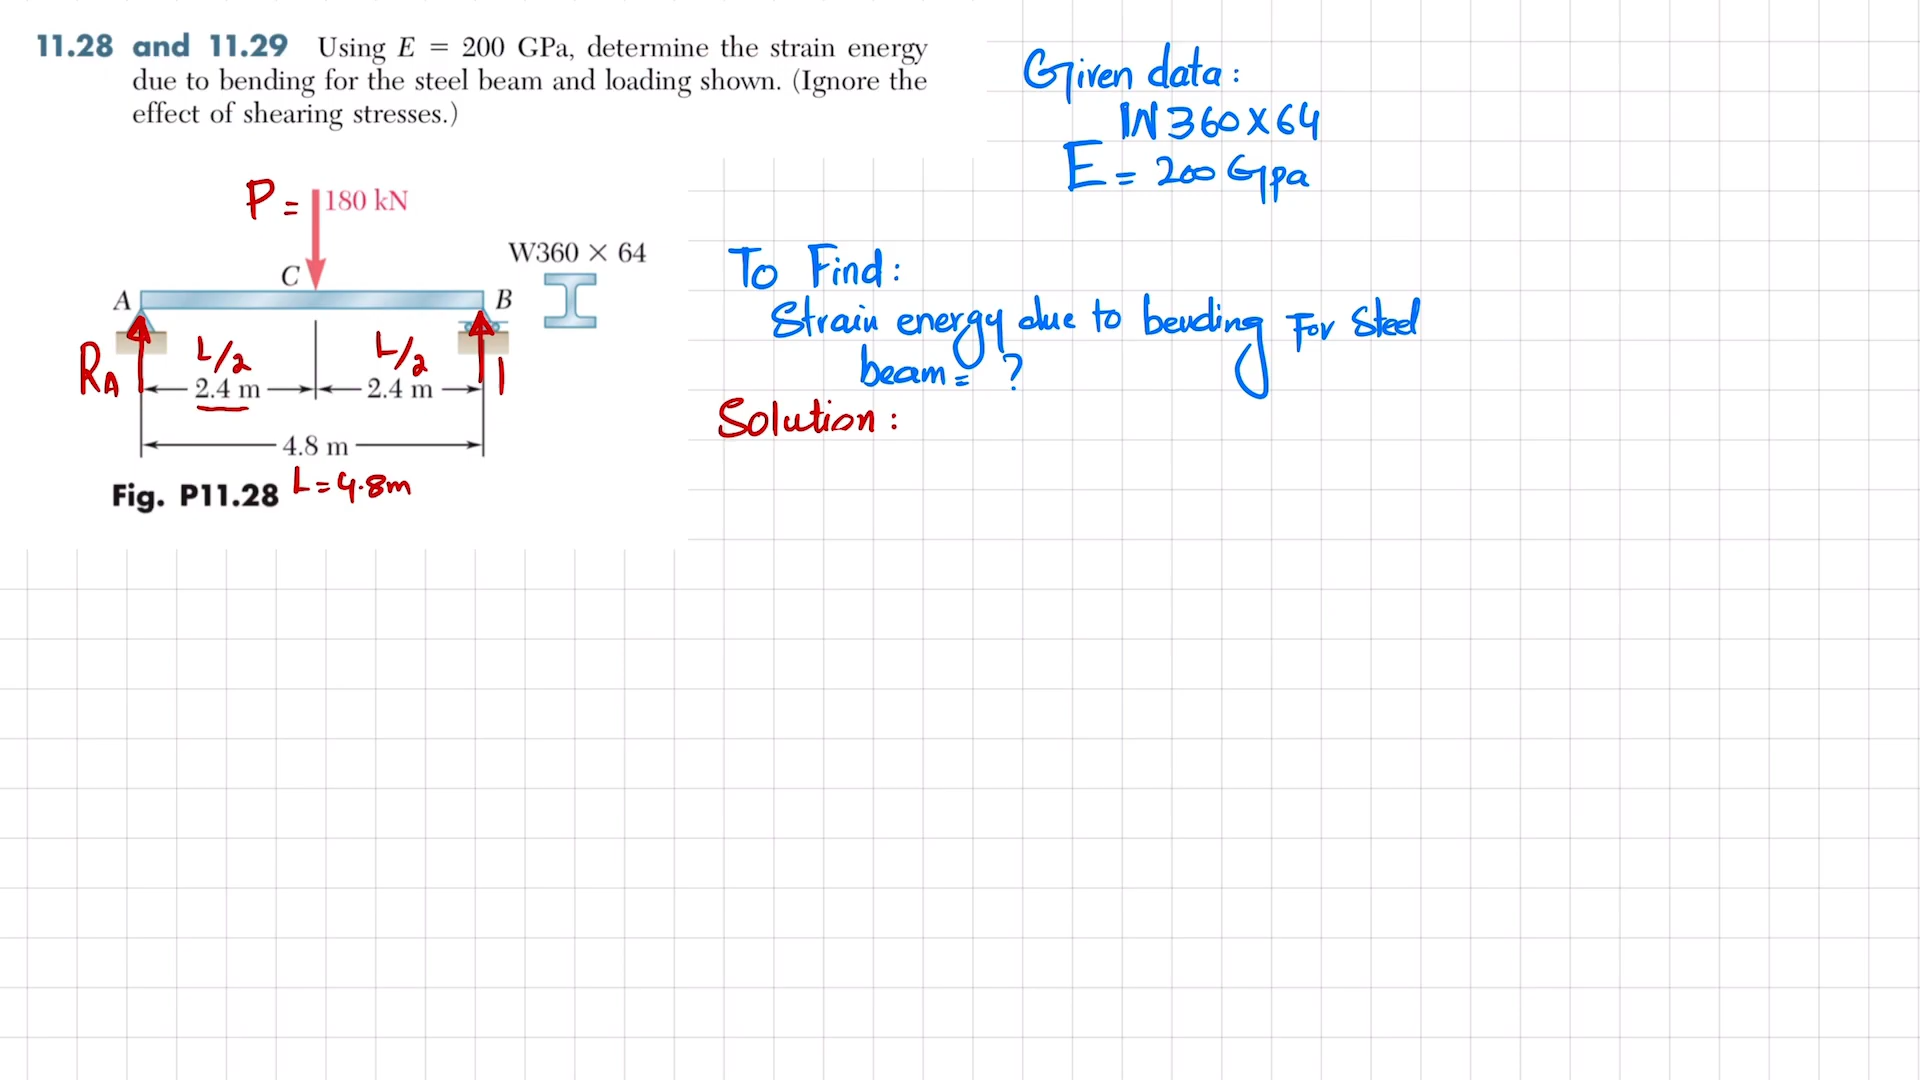 11.28 and 11.29 Using E = 200 GPa, determine the strain energy
due to bending for the steel beam and loading shown. (Ignore the
effect of shearing stresses.)
Given data:
W360X64
E = 200 Gpa
P = 180 kN
C
W360 × 64
A
B
To Find:
Strain energy due to bending For Steel
beam = ?
RA
L/2
L/2
2.4 m
2.4 m
Solution:
4.8 m
Fig. P11.28
L = 4.8m